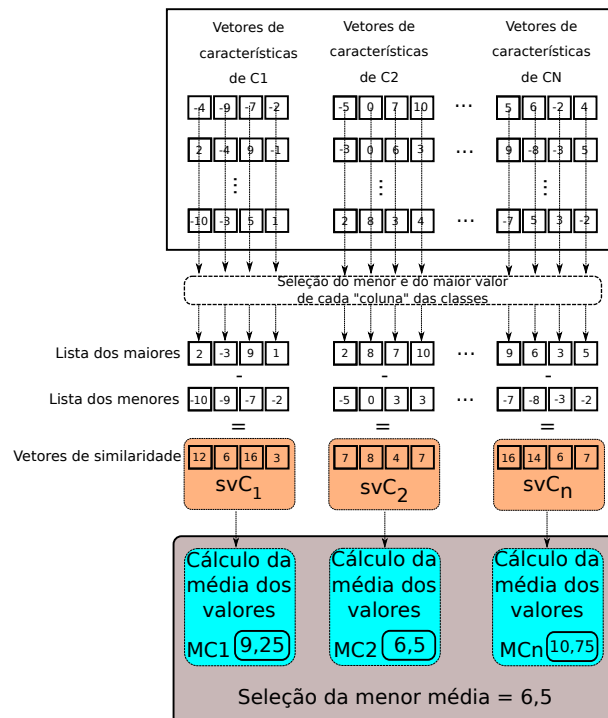 Vetores de
características
de C1
Vetores de
características
de C2
Vetores de
características
de CN
-4 -9 -7 -2
-5 0 7 10
...
5 6 -2 4
2 -4 9 -1
-3 0 6 3
...
9 -8 -3 5
...
...
...
-10 -3 5 1
2 8 3 4
...
-7 5 3 -2
Seleção do menor e do maior valor
de cada "coluna" das classes
Lista dos maiores
2 -3 9 1
2 8 7 10
...
9 6 3 5
-
-
-
Lista dos menores
-10 -9 -7 -2
-5 0 3 3
...
-7 -8 -3 -2
=
=
=
Vetores de similaridade
12 6 16 3
7 8 4 7
16 14 6 7
svC1
svC2
svCn
Cálculo da
média dos
valores
MC1 9,25
Cálculo da
média dos
valores
MC2 6,5
Cálculo da
média dos
valores
MCn 10,75
Seleção da menor média = 6,5